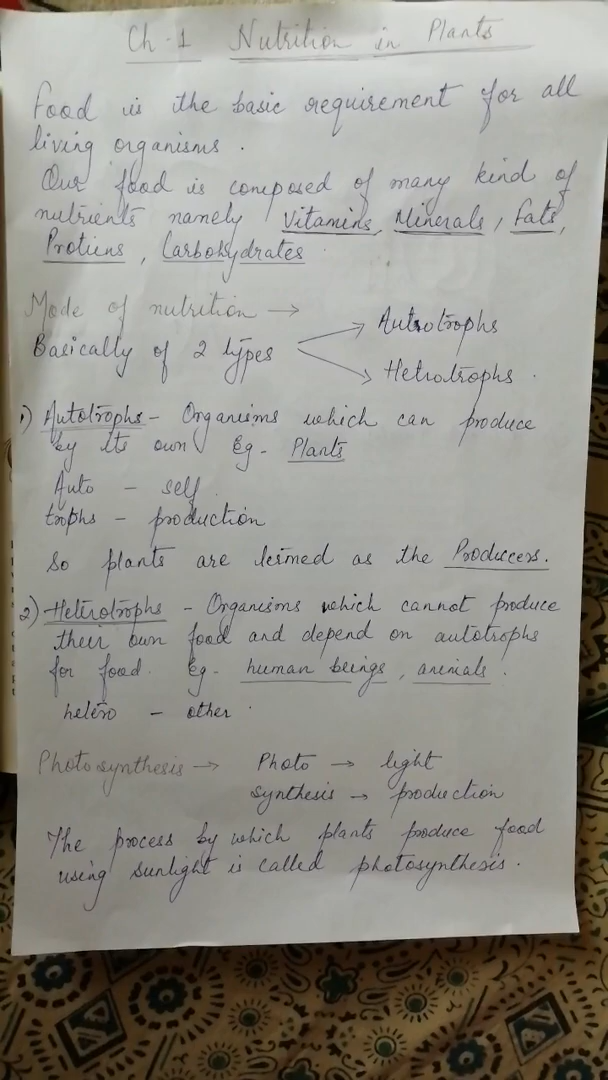 Ch - 1 Nutrition in Plants
Food is the basic requirement for all
living organisms .
Our food is composed of many kind of
nutrients namely Vitamins, Minerals, Fats,
Protiens , Carbohydrates
Mode of nutrition →
Basically of 2 types
Autrotrophs
Hetrotrophs .
1) Autotrophs - Organisms which can produce
by its own Eg - Plants
Auto - self
trophs - production
So plants are termed as the Producers.
2) Heterotrophs - Organisms which cannot produce
their own food and depend on autotrophs
for food. Eg - human beings , animals .
hetero - other .
Photosynthesis → Photo → light
synthesis → production
The process by which plants produce food
using sunlight is called photosynthesis .